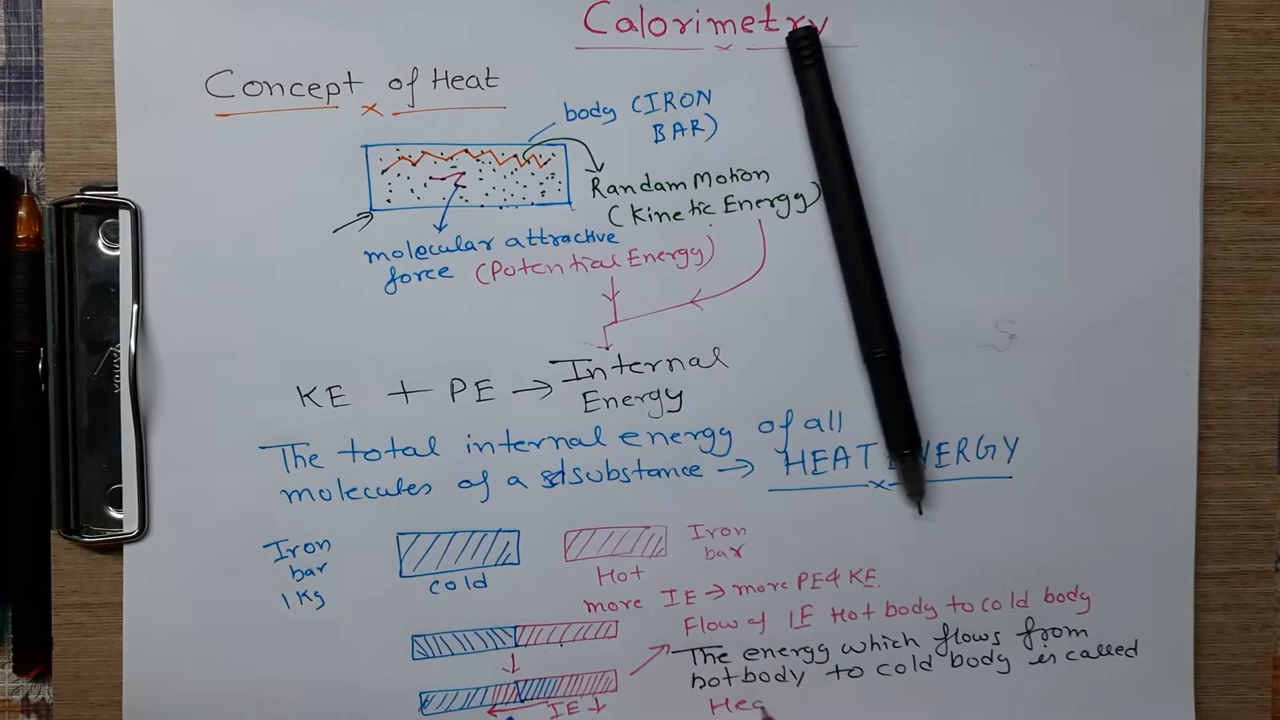 Calorimetry
Concept of Heat
body (IRON
BAR)
Randam Motion
(Kinetic Energy)
molecular attractive
force (Potential Energy)
KE + PE → Internal
Energy
The total internal energy of all
molecules of a substance → HEAT ENERGY
Iron
bar
1 Kg
Cold
Hot
Iron
bar
more IE → more PE & KE.
Flow of IE Hot body to cold body
The energy which flows from
hot body to cold body is called
IE